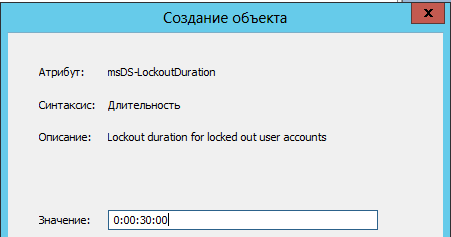 Создание объекта
x
Атрибут: msDS-LockoutDuration
Синтаксис: Длительность
Описание: Lockout duration for locked out user accounts
Значение: 0:00:30:00